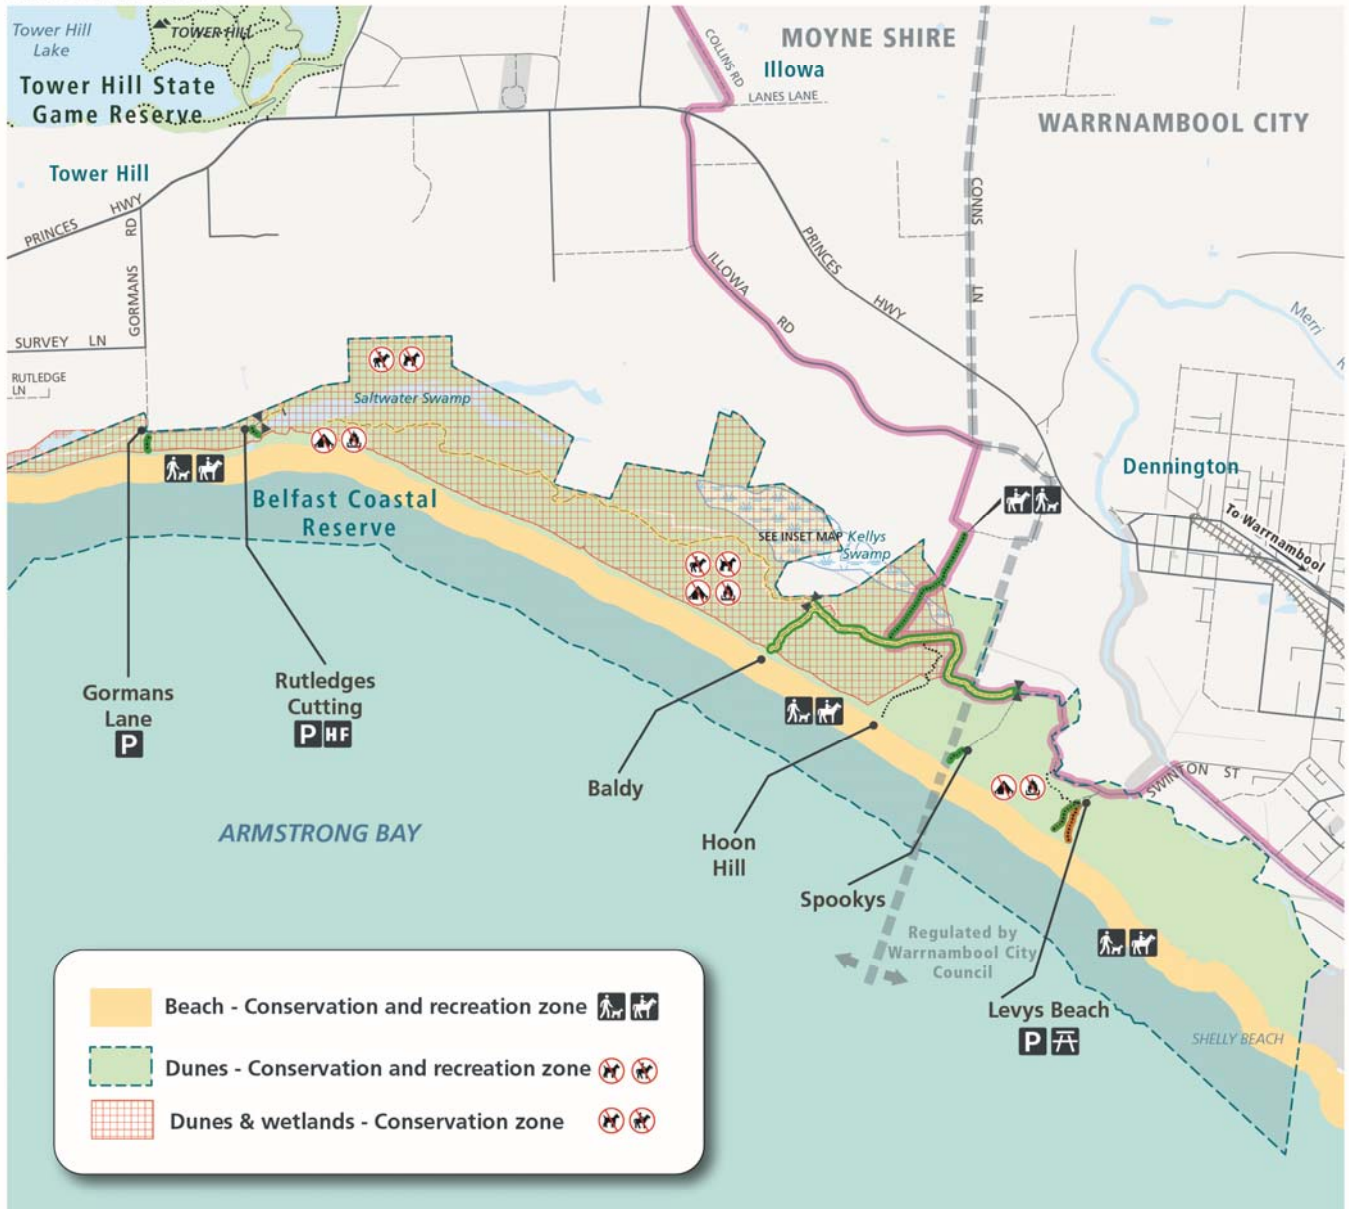 Tower Hill
Lake
TOWER HILL
Tower Hill State
Game Reserve
Tower Hill
PRINCES HWY
GORMANS RD
SURVEY LN
RUTLEDGE
LN
COLLINS RD
MOYNE SHIRE
Illowa
LANES LANE
WARRNAMBOOL CITY
CONNS LN
PRINCES HWY
ILLOWA RD
Merri
Saltwater Swamp
Dennington
To Warrnambool
Belfast Coastal
Reserve
SEE INSET MAP
Kellys
Swamp
Gormans
Lane
P
Rutledges
Cutting
P HF
Baldy
Hoon
Hill
Spookys
SWINTON ST
ARMSTRONG BAY
Regulated by
Warrnambool City
Council
Levys Beach
P
SHELLY BEACH
Beach - Conservation and recreation zone
Dunes - Conservation and recreation zone
Dunes & wetlands - Conservation zone